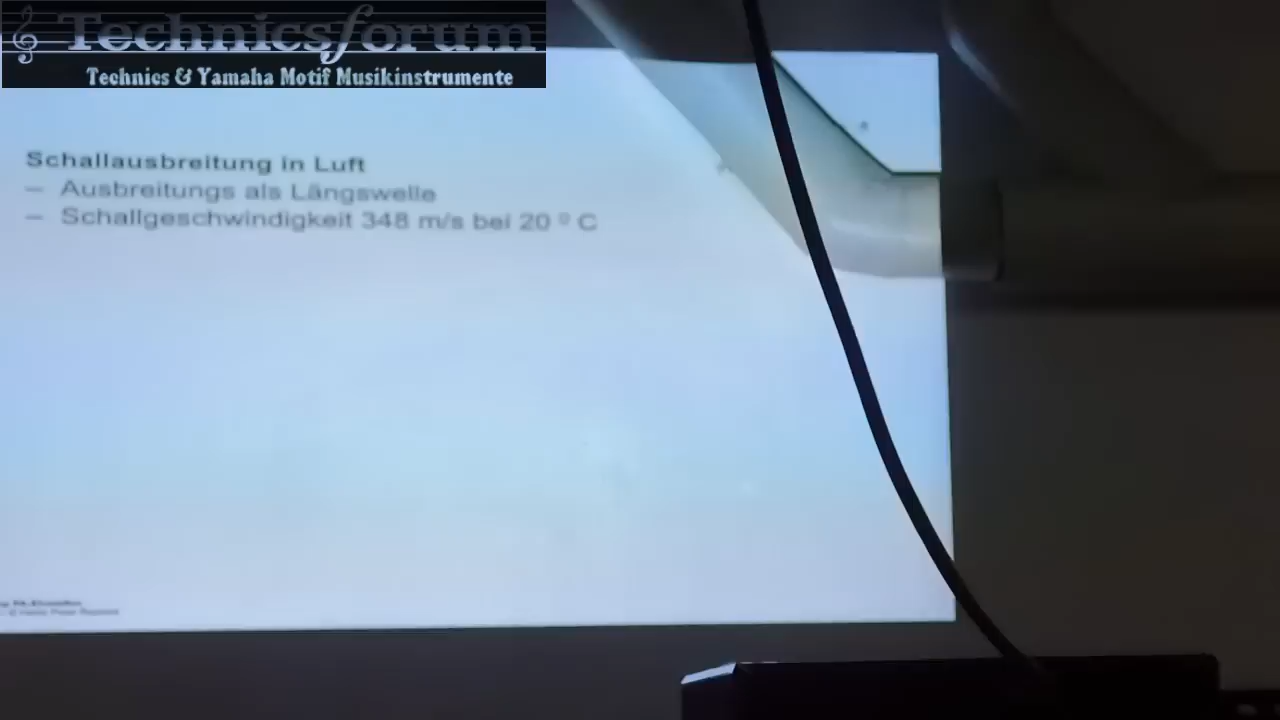 Technicsforum
Technics & Yamaha Motif Musikinstrumente
Schallausbreitung in Luft
– Ausbreitungs als Längswelle
– Schallgeschwindigkeit 348 m/s bei 20 º C